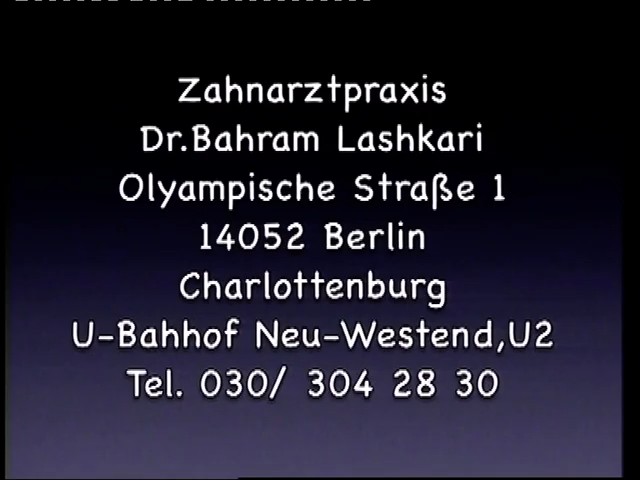 Zahnarztpraxis
Dr.Bahram Lashkari
Olyampische Straße 1
14052 Berlin
Charlottenburg
U-Bahhof Neu-Westend,U2
Tel. 030/ 304 28 30